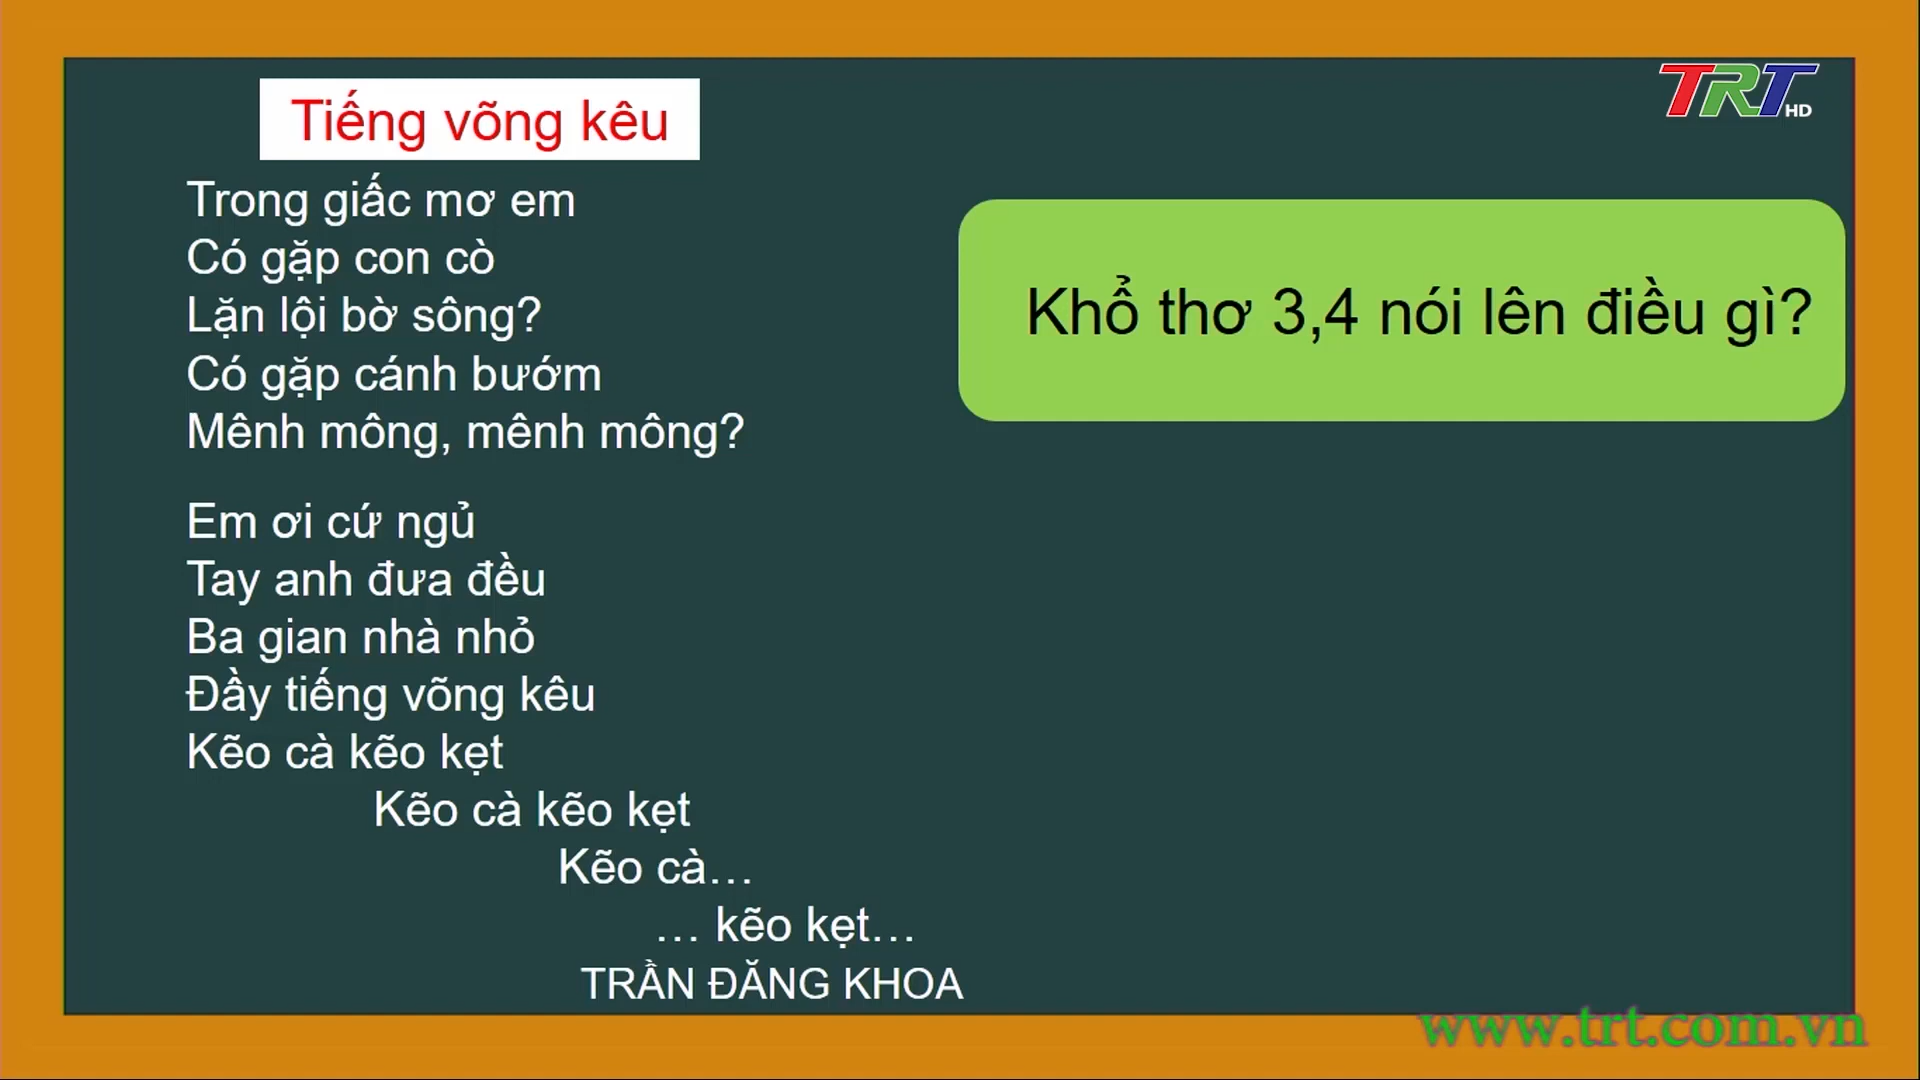 TRT HD
Tiếng võng kêu
Trong giấc mơ em
Có gặp con cò
Lặn lội bờ sông?
Có gặp cánh bướm
Mênh mông, mênh mông?
Em ơi cứ ngủ
Tay anh đưa đều
Ba gian nhà nhỏ
Đầy tiếng võng kêu
Kẽo cà kẽo kẹt
Kẽo cà kẽo kẹt
Kẽo cà…
… kẽo kẹt…
TRẦN ĐĂNG KHOA
Khổ thơ 3,4 nói lên điều gì?
www.trt.com.vn